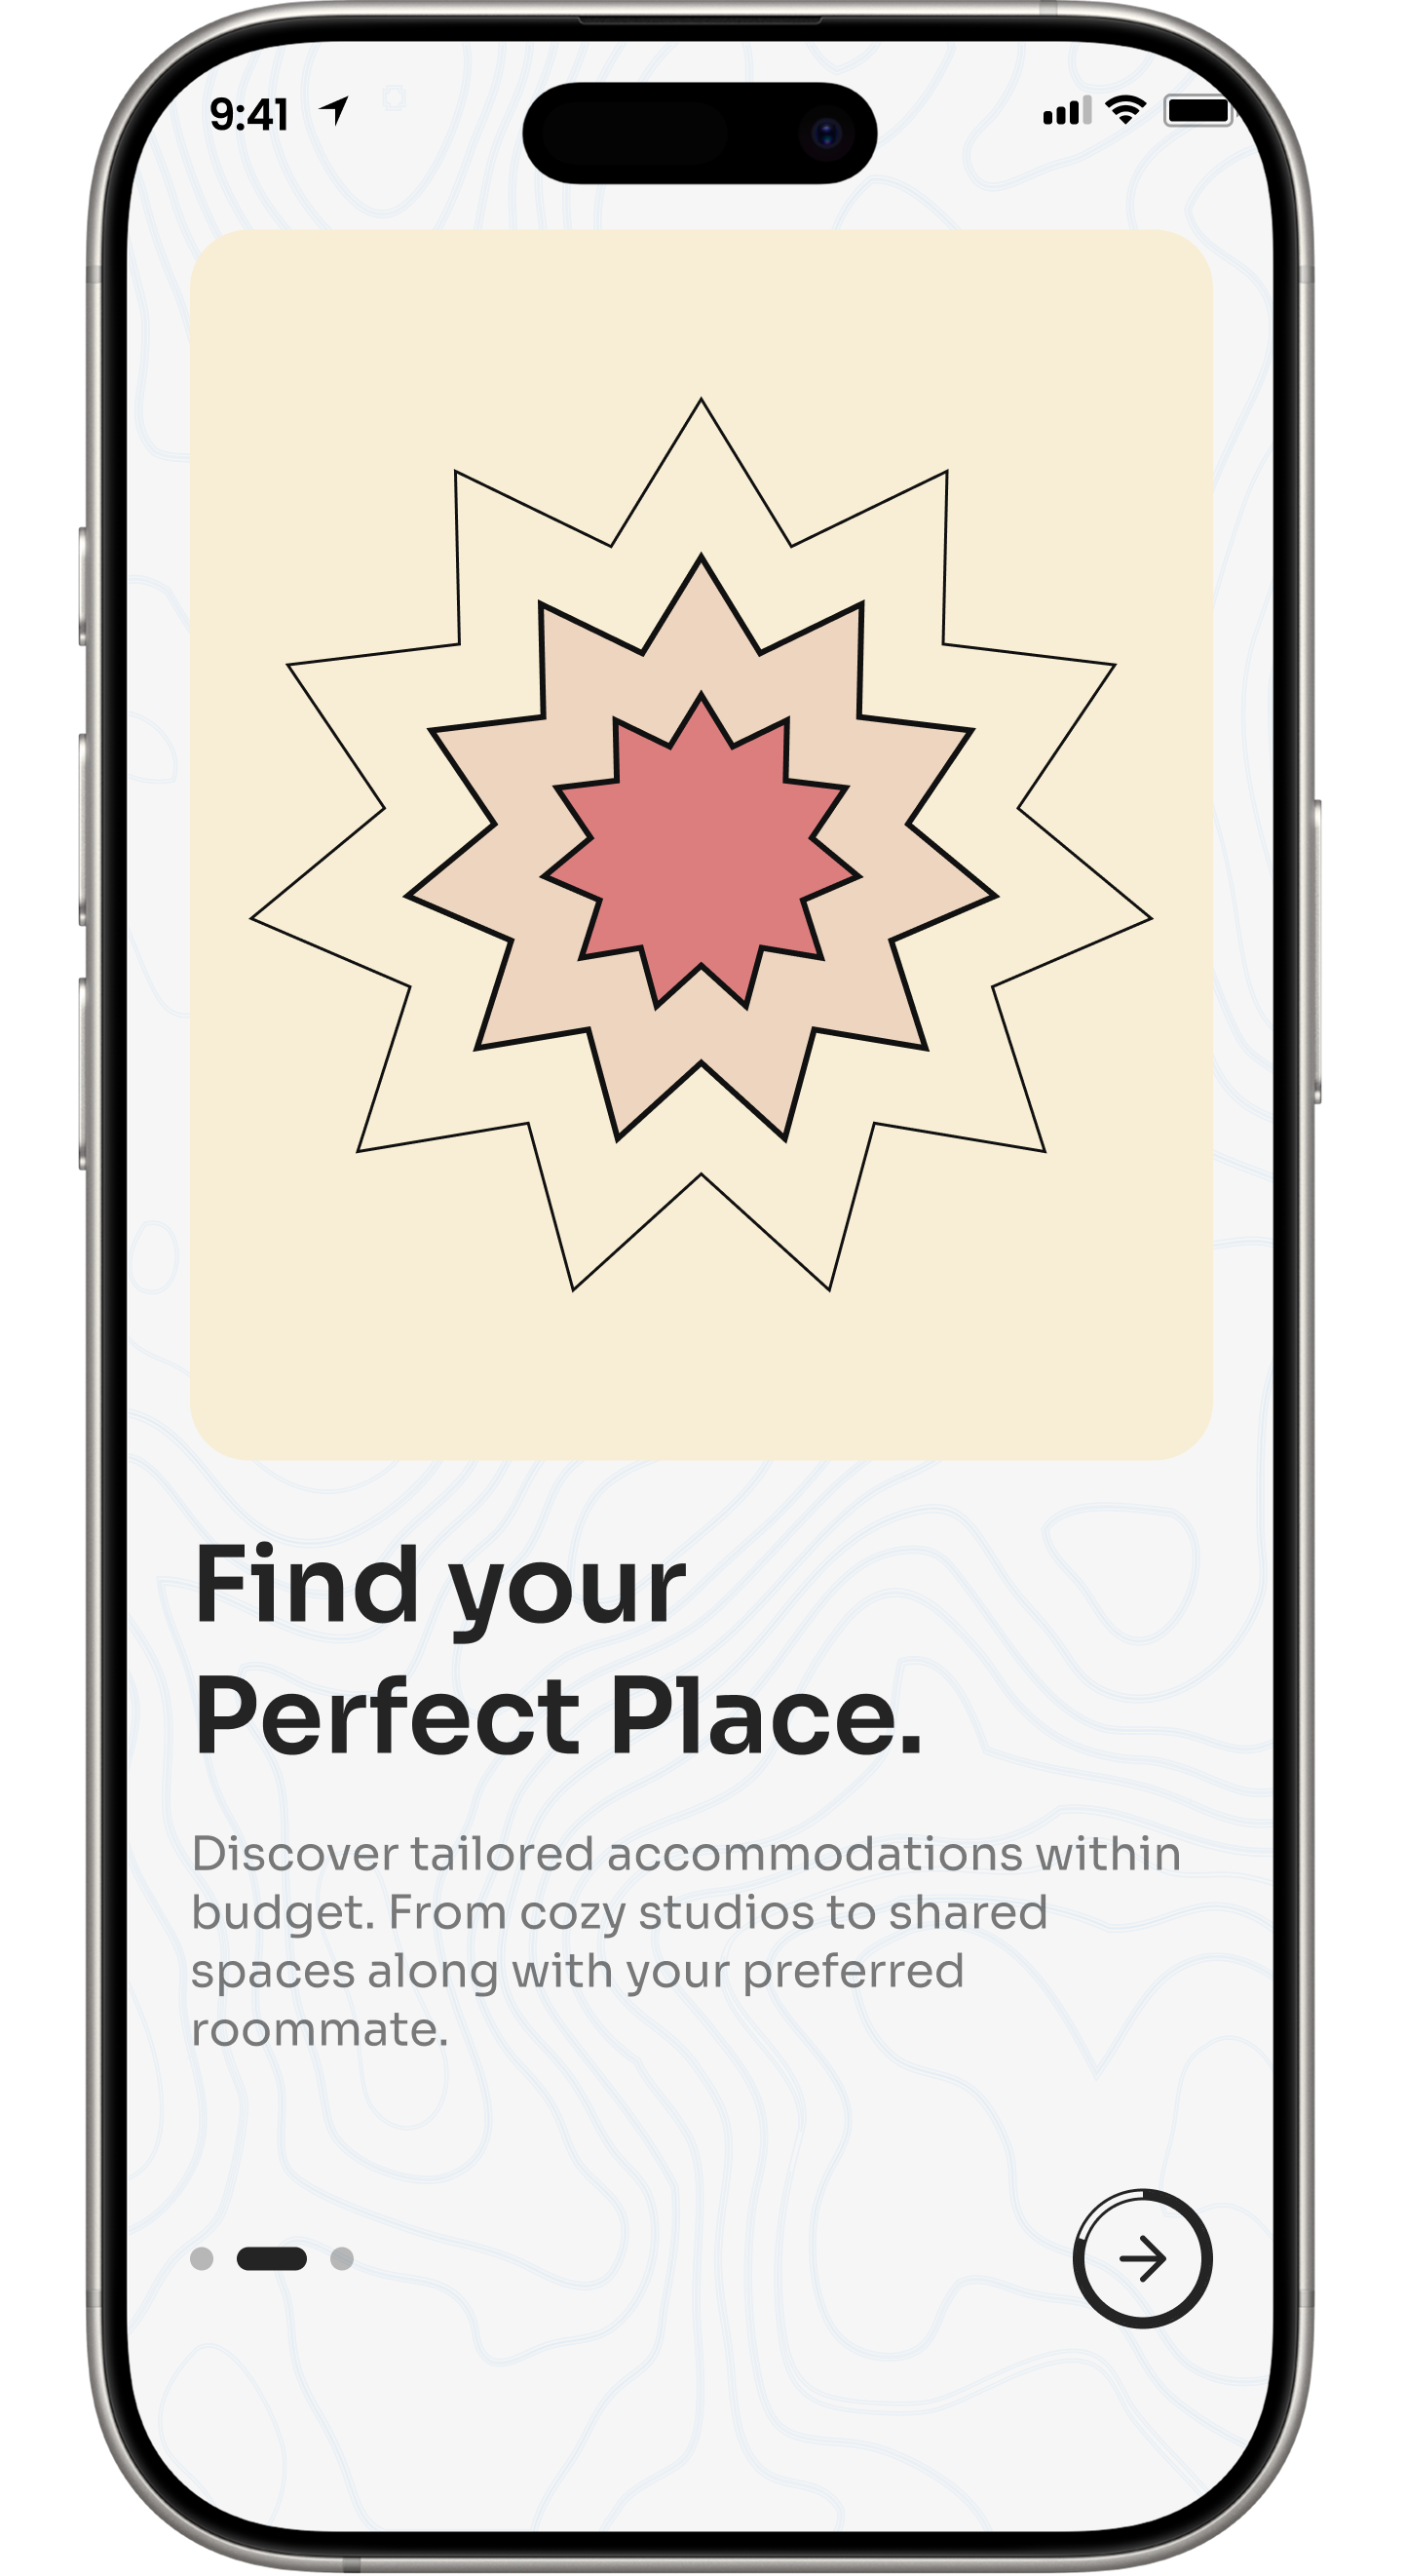 9:41
Find your
Perfect Place.
Discover tailored accommodations within
budget. From cozy studios to shared
spaces along with your preferred
roommate.